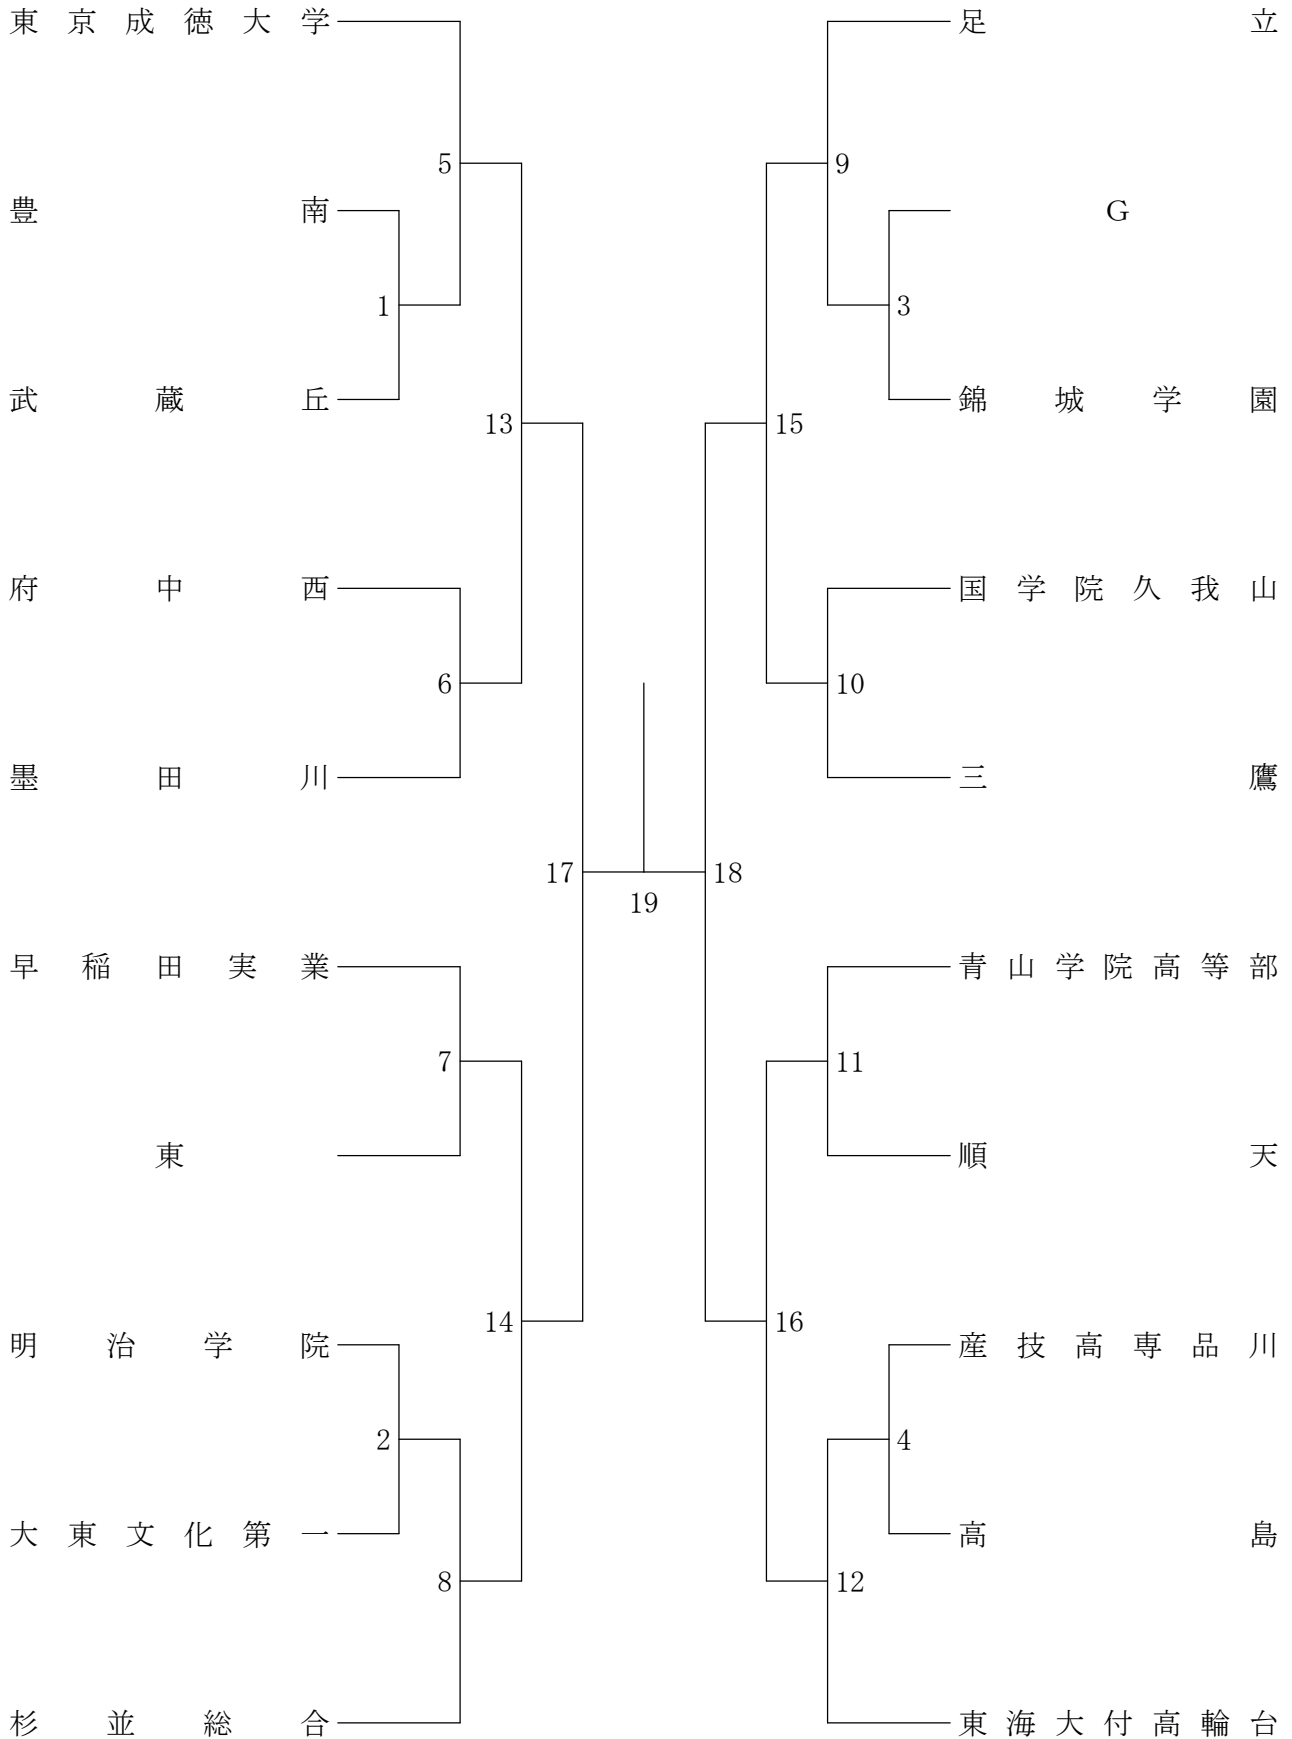 東京成徳大学
足立
5
9
豊南
G
1
3
武蔵丘
錦城学園
13
15
府中西
国学院久我山
6
10
墨田川
三鷹
17
18
19
早稲田実業
青山学院高等部
7
11
東
順天
14
16
明治学院
産技高専品川
2
4
大東文化第一
高島
8
12
杉並総合
東海大付高輪台